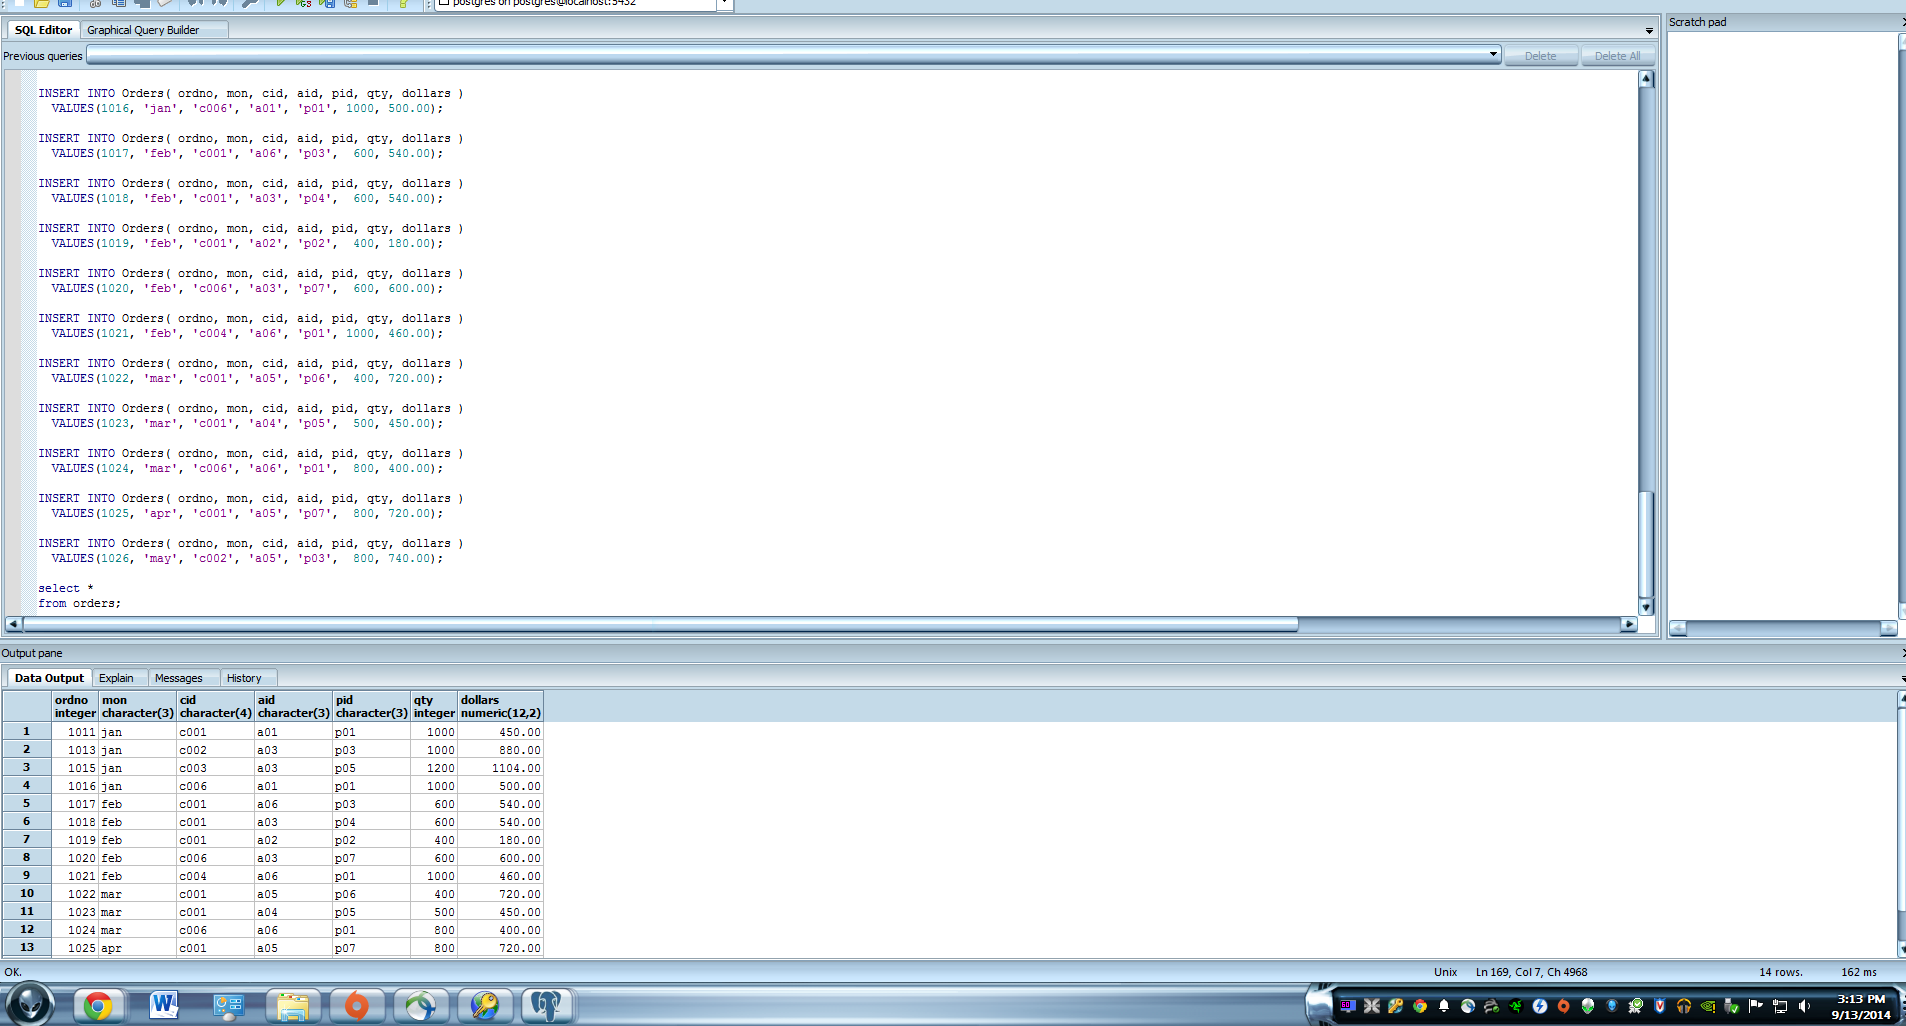 postgres on postgres@localhost:5432
SQL Editor
Graphical Query Builder
Previous queries
Delete
Delete All
Scratch pad
INSERT INTO Orders( ordno, mon, cid, aid, pid, qty, dollars )
VALUES(1016, 'jan', 'c006', 'a01', 'p01', 1000, 500.00);
INSERT INTO Orders( ordno, mon, cid, aid, pid, qty, dollars )
VALUES(1017, 'feb', 'c001', 'a06', 'p03',  600, 540.00);
INSERT INTO Orders( ordno, mon, cid, aid, pid, qty, dollars )
VALUES(1018, 'feb', 'c001', 'a03', 'p04',  600, 540.00);
INSERT INTO Orders( ordno, mon, cid, aid, pid, qty, dollars )
VALUES(1019, 'feb', 'c001', 'a02', 'p02',  400, 180.00);
INSERT INTO Orders( ordno, mon, cid, aid, pid, qty, dollars )
VALUES(1020, 'feb', 'c006', 'a03', 'p07',  600, 600.00);
INSERT INTO Orders( ordno, mon, cid, aid, pid, qty, dollars )
VALUES(1021, 'feb', 'c004', 'a06', 'p01', 1000, 460.00);
INSERT INTO Orders( ordno, mon, cid, aid, pid, qty, dollars )
VALUES(1022, 'mar', 'c001', 'a05', 'p06',  400, 720.00);
INSERT INTO Orders( ordno, mon, cid, aid, pid, qty, dollars )
VALUES(1023, 'mar', 'c001', 'a04', 'p05',  500, 450.00);
INSERT INTO Orders( ordno, mon, cid, aid, pid, qty, dollars )
VALUES(1024, 'mar', 'c006', 'a06', 'p01',  800, 400.00);
INSERT INTO Orders( ordno, mon, cid, aid, pid, qty, dollars )
VALUES(1025, 'apr', 'c001', 'a05', 'p07',  800, 720.00);
INSERT INTO Orders( ordno, mon, cid, aid, pid, qty, dollars )
VALUES(1026, 'may', 'c002', 'a05', 'p03',  800, 740.00);
select *
from orders;
Output pane
Data Output
Explain
Messages
History
ordno mon cid aid pid qty dollars
integer character(3) character(4) character(3) character(3) integer numeric(12,2)
1 1011 jan c001 a01 p01 1000 450.00
2 1013 jan c002 a03 p03 1000 880.00
3 1015 jan c003 a03 p05 1200 1104.00
4 1016 jan c006 a01 p01 1000 500.00
5 1017 feb c001 a06 p03 600 540.00
6 1018 feb c001 a03 p04 600 540.00
7 1019 feb c001 a02 p02 400 180.00
8 1020 feb c006 a03 p07 600 600.00
9 1021 feb c004 a06 p01 1000 460.00
10 1022 mar c001 a05 p06 400 720.00
11 1023 mar c001 a04 p05 500 450.00
12 1024 mar c006 a06 p01 800 400.00
13 1025 apr c001 a05 p07 800 720.00
OK.
Unix
Ln 169, Col 7, Ch 4968
14 rows.
162 ms
3:13 PM
9/13/2014